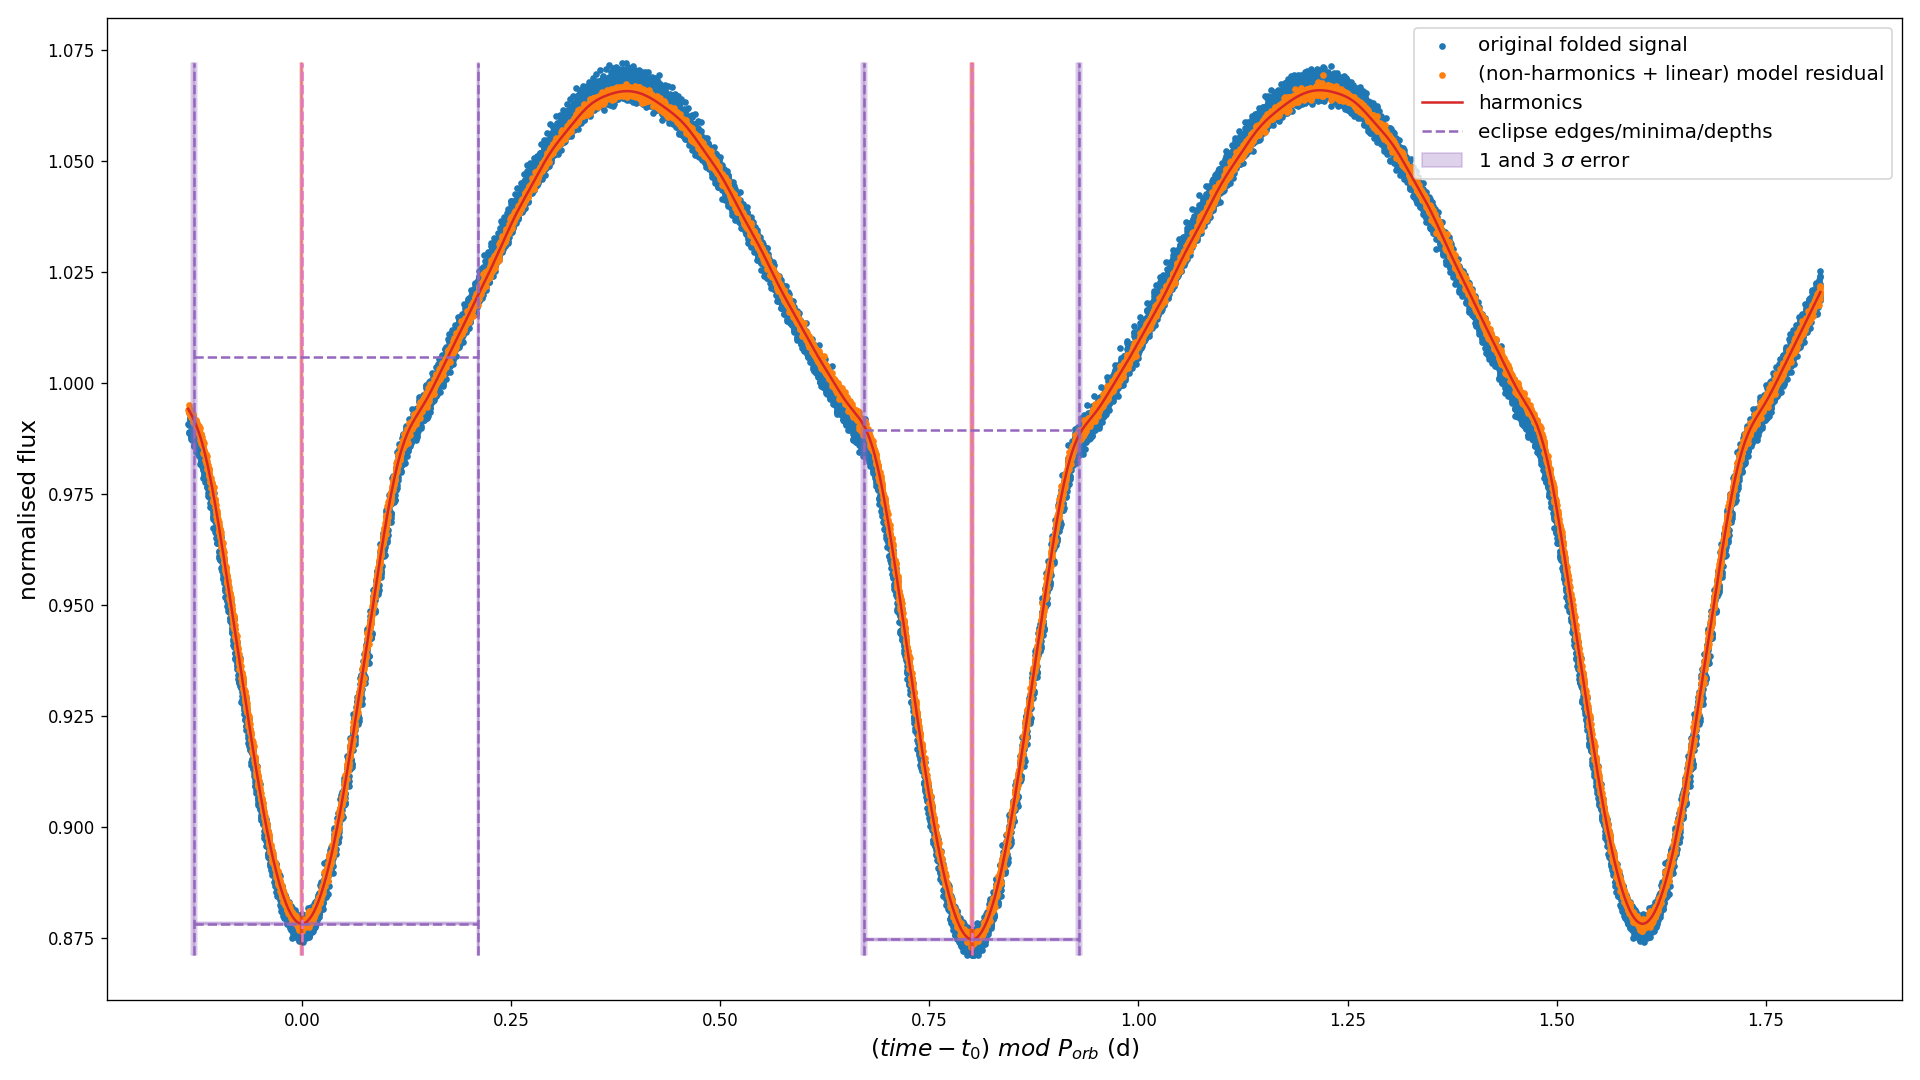 original folded signal
(non-harmonics + linear) model residual
harmonics
eclipse edges/minima/depths
1 and 3 σ error
normalised flux
1.075
1.050
1.025
1.000
0.975
0.950
0.925
0.900
0.875
0.00 0.25 0.50 0.75 1.00 1.25 1.50 1.75
(time − t₀) mod P_orb (d)